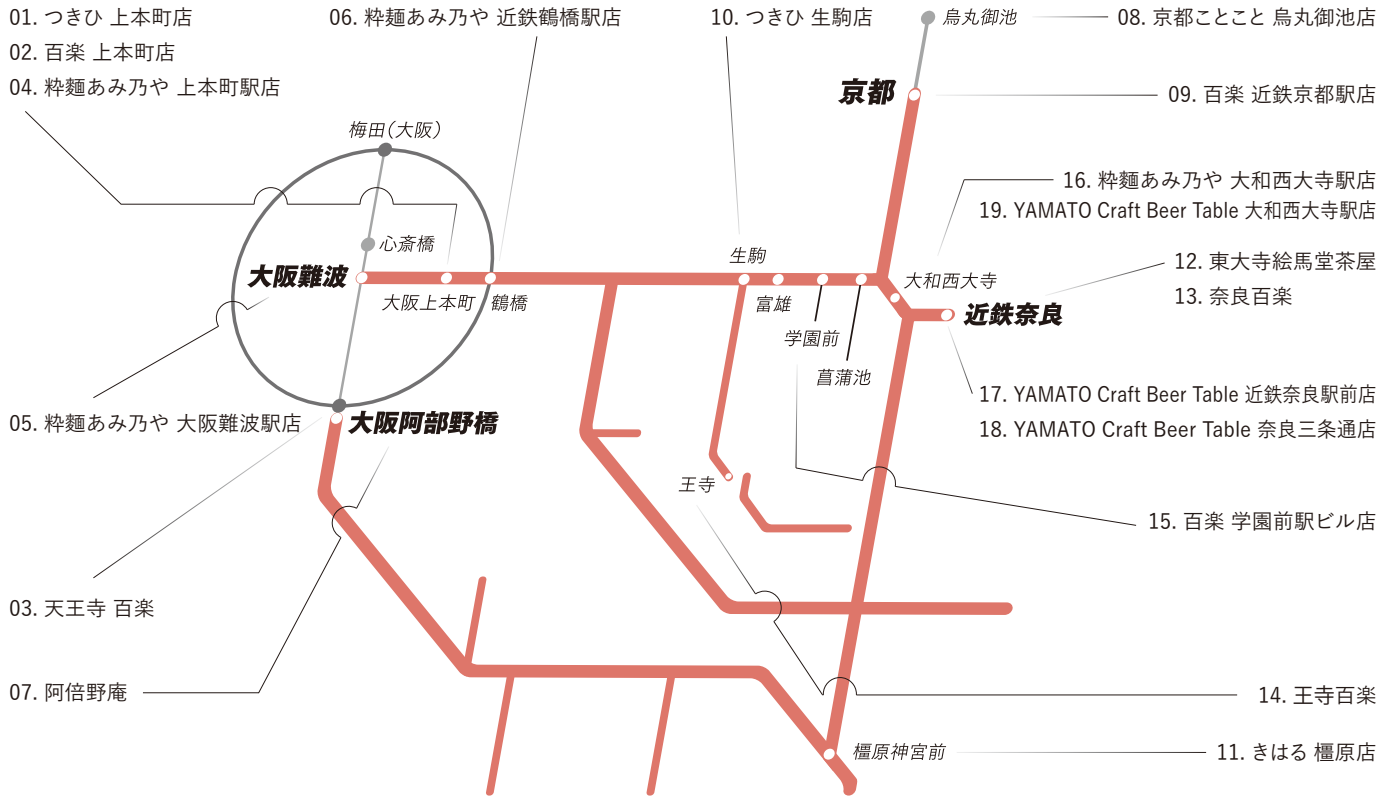 01. つきひ 上本町店
02. 百楽 上本町店
04. 粋麺あみ乃や 上本町駅店
06. 粋麺あみ乃や 近鉄鶴橋駅店
10. つきひ 生駒店
烏丸御池
08. 京都ことこと 烏丸御池店
京都
09. 百楽 近鉄京都駅店
梅田(大阪)
16. 粋麺あみ乃や 大和西大寺駅店
19. YAMATO Craft Beer Table 大和西大寺駅店
心斎橋
大阪難波
大阪上本町
鶴橋
生駒
富雄
学園前
菖蒲池
大和西大寺
近鉄奈良
12. 東大寺絵馬堂茶屋
13. 奈良百楽
17. YAMATO Craft Beer Table 近鉄奈良駅前店
18. YAMATO Craft Beer Table 奈良三条通店
05. 粋麺あみ乃や 大阪難波駅店
大阪阿部野橋
王寺
15. 百楽 学園前駅ビル店
03. 天王寺 百楽
07. 阿倍野庵
14. 王寺百楽
橿原神宮前
11. きはる 橿原店